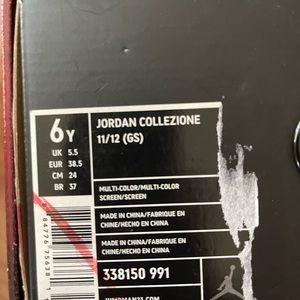 6Y
JORDAN COLLEZIONE
11/12 (GS)
UK 5.5
EUR 38.5
CM 24
BR 37
MULTI-COLOR/MULTI-COLOR
SCREEN/SCREEN
MADE IN CHINA/FABRIQUE EN
CHINE/HECHO EN CHINA
MADE IN CHINA/FABRIQUE EN
CHINE/HECHO EN CHINA
338150 991
JUMPMAN23.COM